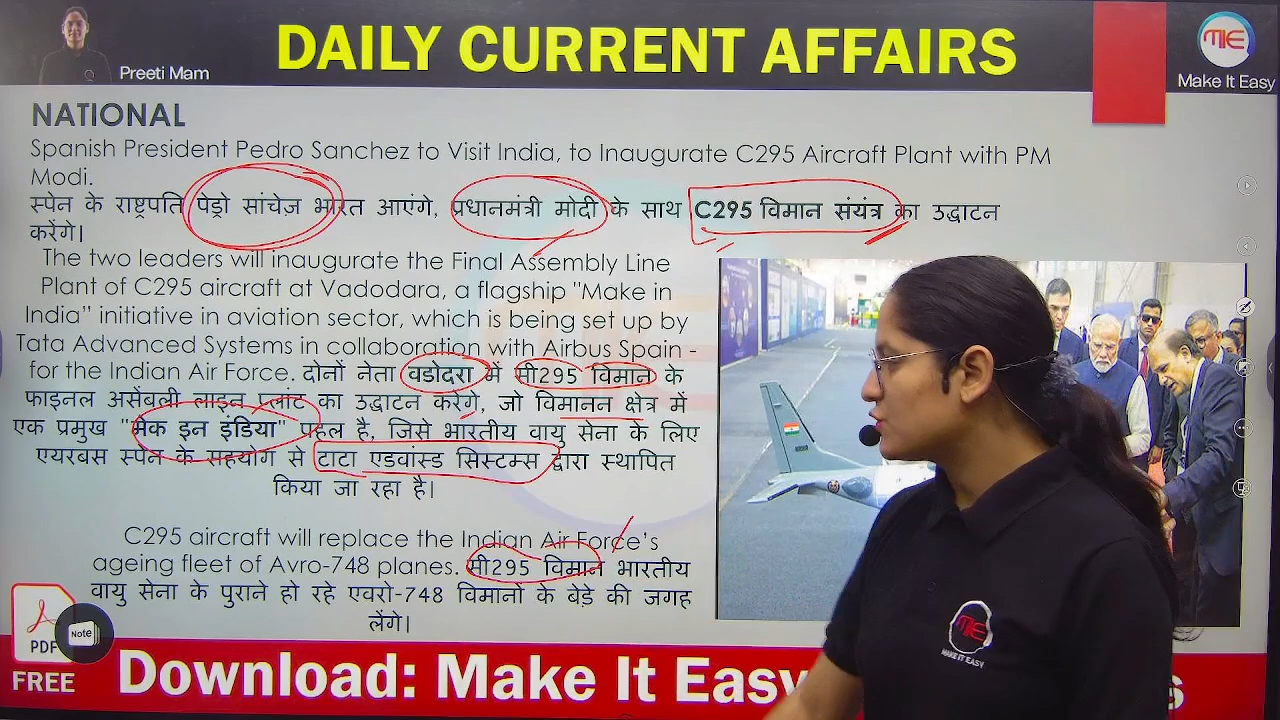 Preeti Mam
DAILY CURRENT AFFAIRS
Make It Easy
NATIONAL
Spanish President Pedro Sanchez to Visit India, to Inaugurate C295 Aircraft Plant with PM
Modi.
स्पेन के राष्ट्रपति पेड्रो सांचेज़ भारत आएंगे, प्रधानमंत्री मोदी के साथ C295 विमान संयंत्र का उद्घाटन
करेंगे|
The two leaders will inaugurate the Final Assembly Line
Plant of C295 aircraft at Vadodara, a flagship "Make in
India” initiative in aviation sector, which is being set up by
Tata Advanced Systems in collaboration with Airbus Spain -
for the Indian Air Force. दोनों नेता वडोदरा में सी295 विमान के
फाइनल असेंबली लाइन प्लांट का उद्घाटन करेंगे, जो विमानन क्षेत्र में
एक प्रमुख "मेक इन इंडिया" पहल है, जिसे भारतीय वायु सेना के लिए
एयरबस स्पेन के सहयोग से टाटा एडवांस्ड सिस्टम्स द्वारा स्थापित
किया जा रहा है|
C295 aircraft will replace the Indian Air Force’s
ageing fleet of Avro-748 planes. सी295 विमान भारतीय
वायु सेना के पुराने हो रहे एवरो-748 विमानों के बेड़े की जगह
लेंगे|
PDF
Note
FREE
Download: Make It Easy
s
MAKE IT EASY